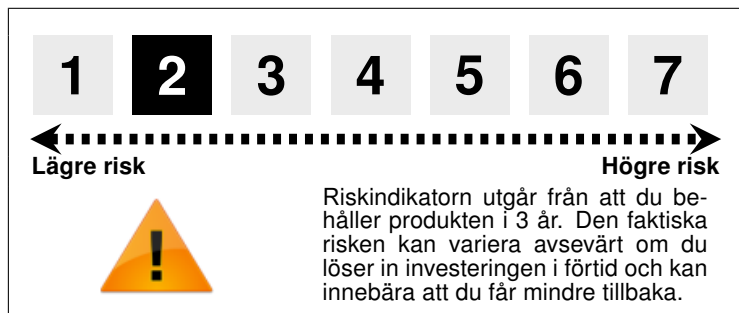 1 2 3 4 5 6 7
Lägre risk Högre risk
!
Riskindikatorn utgår från att du be-
håller produkten i 3 år. Den faktiska
risken kan variera avsevärt om du
löser in investeringen i förtid och kan
innebära att du får mindre tillbaka.